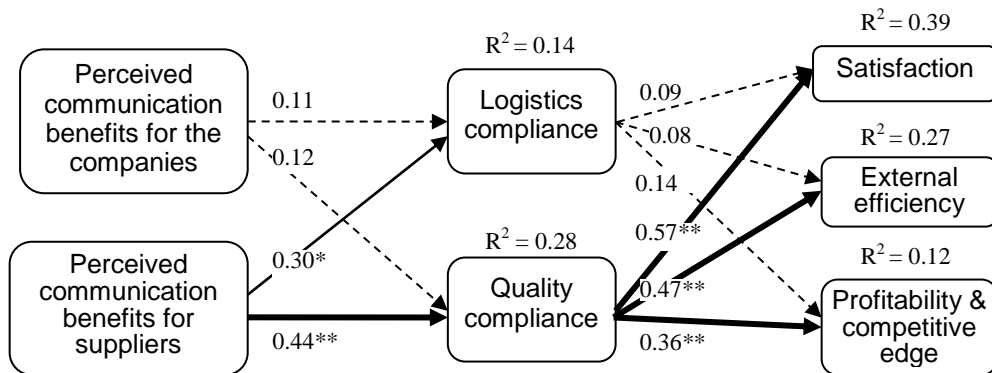 R² = 0.39
R² = 0.14
Perceived
communication
benefits for the
companies
0.11
0.12
Logistics
compliance
0.09
0.08
0.14
Satisfaction
R² = 0.27
External
efficiency
R² = 0.28
0.57**
R² = 0.12
Perceived
communication
benefits for
suppliers
0.30*
0.44**
Quality
compliance
0.47**
0.36**
Profitability &
competitive
edge